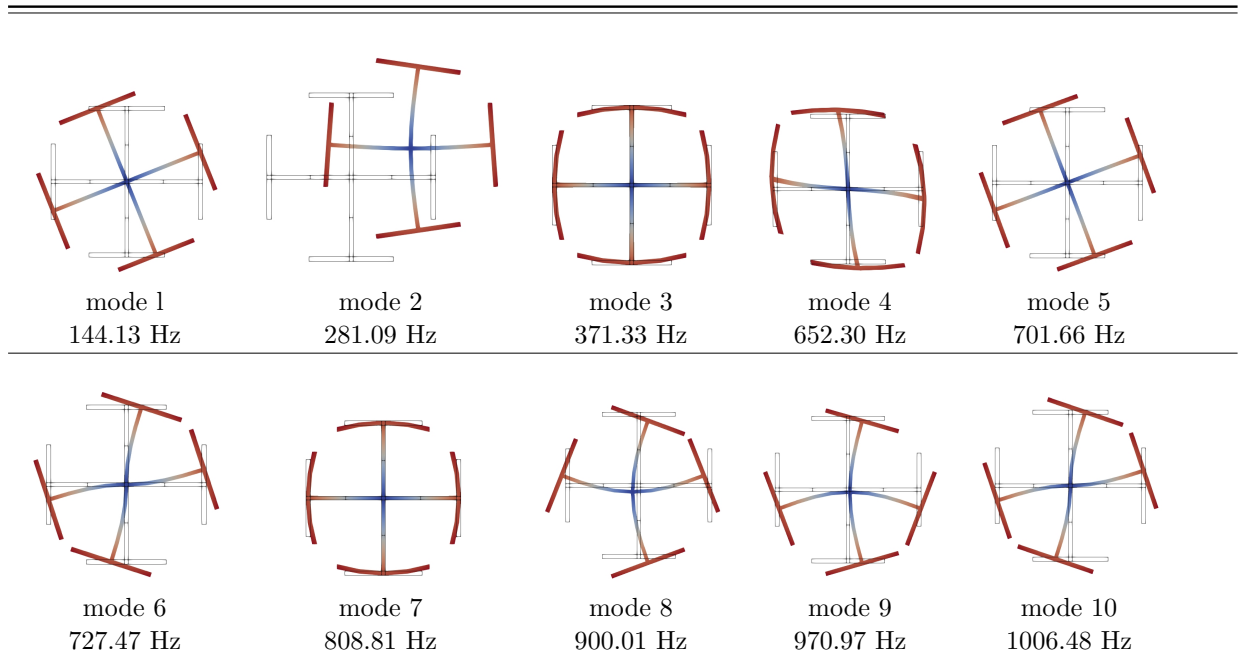 mode 1 mode 2 mode 3 mode 4 mode 5
144.13 Hz 281.09 Hz 371.33 Hz 652.30 Hz 701.66 Hz
mode 6 mode 7 mode 8 mode 9 mode 10
727.47 Hz 808.81 Hz 900.01 Hz 970.97 Hz 1006.48 Hz